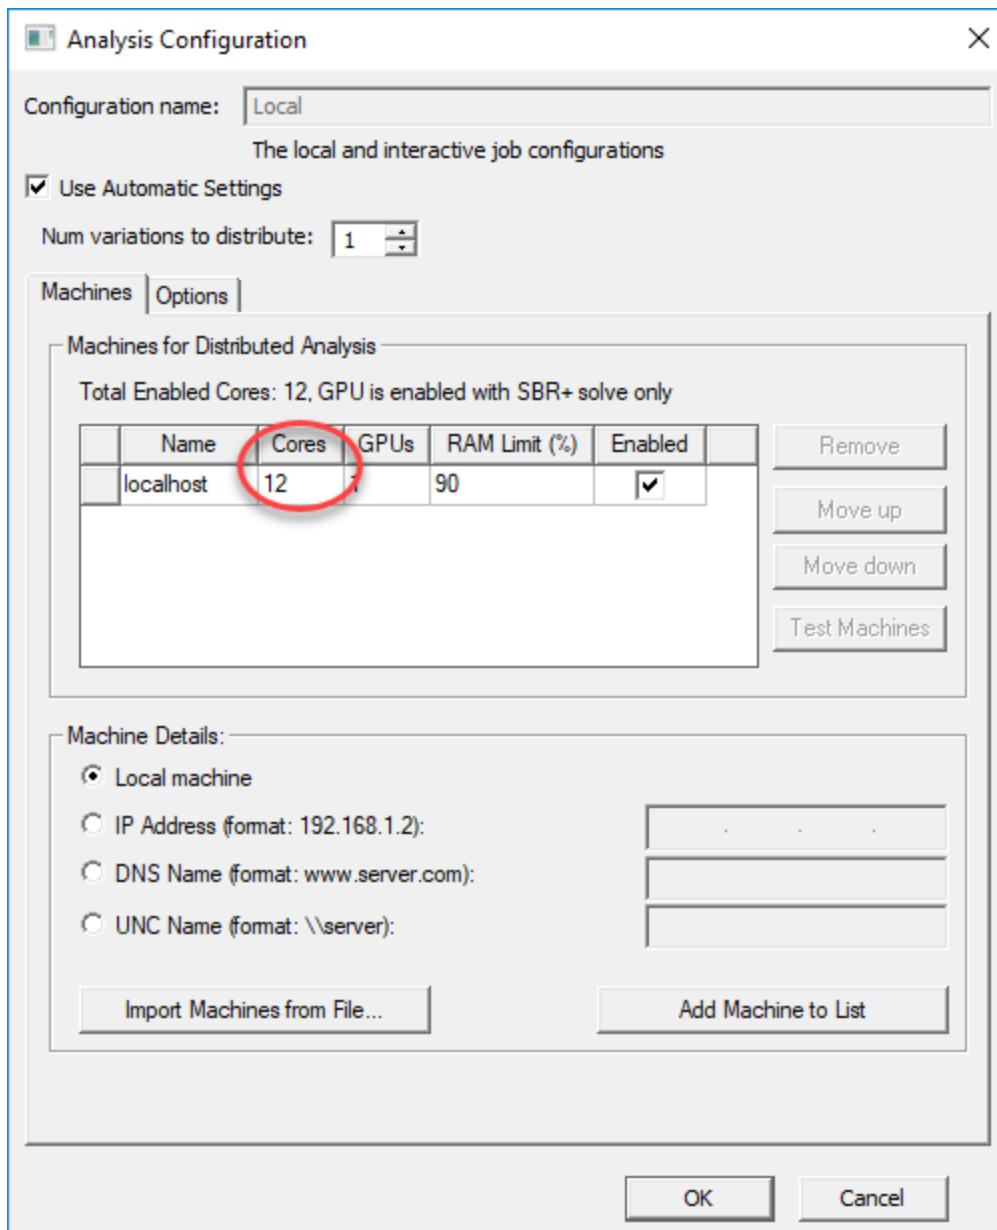 Analysis Configuration
Configuration name: Local
The local and interactive job configurations
Use Automatic Settings
Num variations to distribute: 1
Machines Options
Machines for Distributed Analysis
Total Enabled Cores: 12, GPU is enabled with SBR+ solve only
Name Cores GPUs RAM Limit (%) Enabled
localhost 12 1 90
Remove
Move up
Move down
Test Machines
Machine Details:
Local machine
IP Address (format: 192.168.1.2): . . .
DNS Name (format: www.server.com):
UNC Name (format: \\server):
Import Machines from File... Add Machine to List
OK Cancel